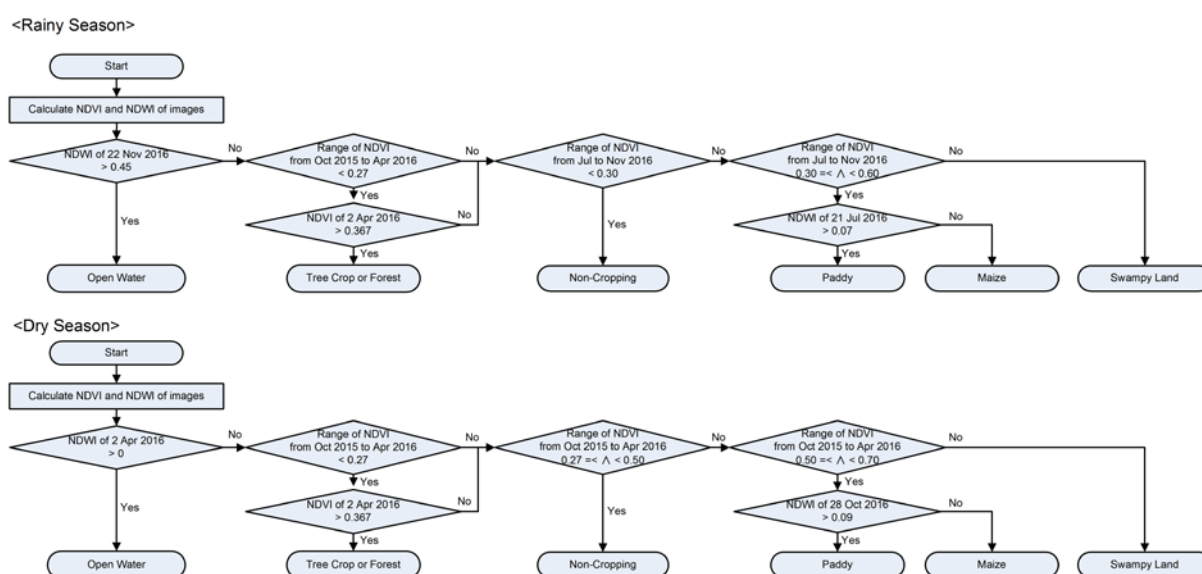 <Rainy Season>
Start
Calculate NDVI and NDWI of images
NDWI of 22 Nov 2016
> 0.45
No
Yes
Open Water
Range of NDVI
from Oct 2015 to Apr 2016
< 0.27
No
Yes
NDVI of 2 Apr 2016
> 0.367
No
Yes
Tree Crop or Forest
Range of NDVI
from Jul to Nov 2016
< 0.30
No
Yes
Non-Cropping
Range of NDVI
from Jul to Nov 2016
0.30 =< ∧ < 0.60
No
Yes
NDWI of 21 Jul 2016
> 0.07
No
Yes
Paddy
Maize
Swampy Land
<Dry Season>
Start
Calculate NDVI and NDWI of images
NDWI of 2 Apr 2016
> 0
No
Yes
Open Water
Range of NDVI
from Oct 2015 to Apr 2016
< 0.27
No
Yes
NDVI of 2 Apr 2016
> 0.367
No
Yes
Tree Crop or Forest
Range of NDVI
from Oct 2015 to Apr 2016
0.27 =< ∧ < 0.50
No
Yes
Non-Cropping
Range of NDVI
from Oct 2015 to Apr 2016
0.50 =< ∧ < 0.70
No
Yes
NDWI of 28 Oct 2016
> 0.09
No
Yes
Paddy
Maize
Swampy Land